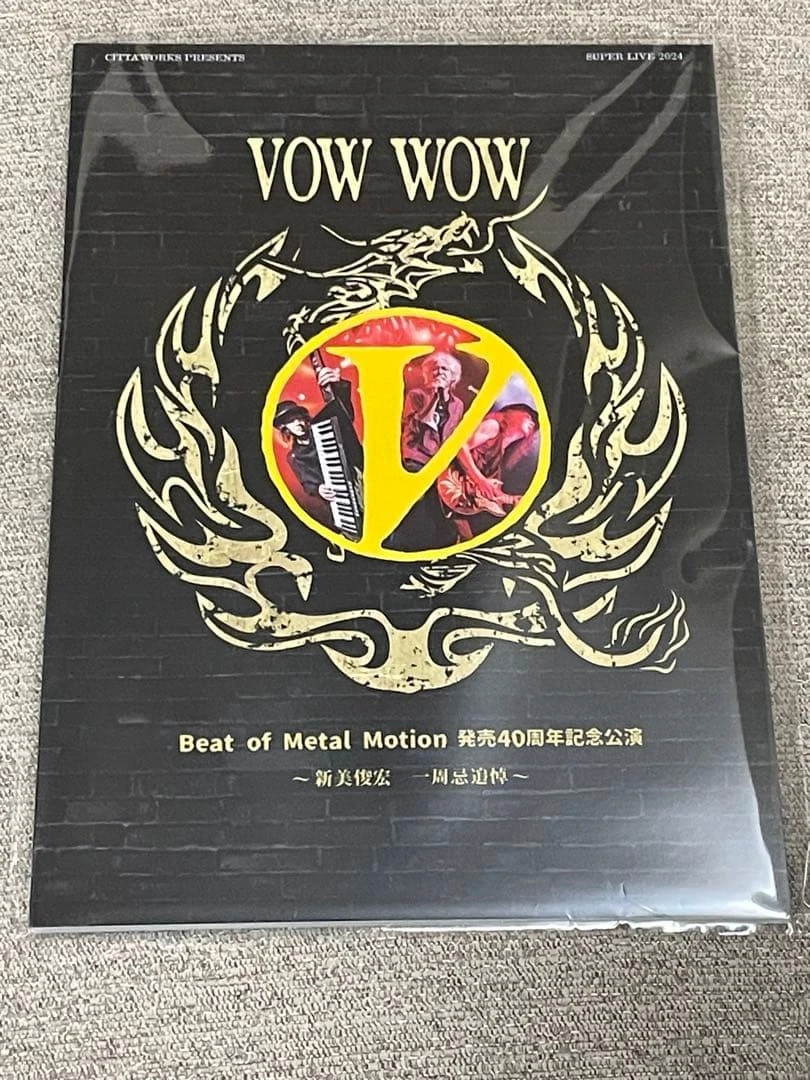 CITTAWORKS PRESENTS
SUPER LIVE 2024
VOW WOW
V
Beat of Metal Motion 発売40周年記念公演
～新美俊宏 一周忌追悼～